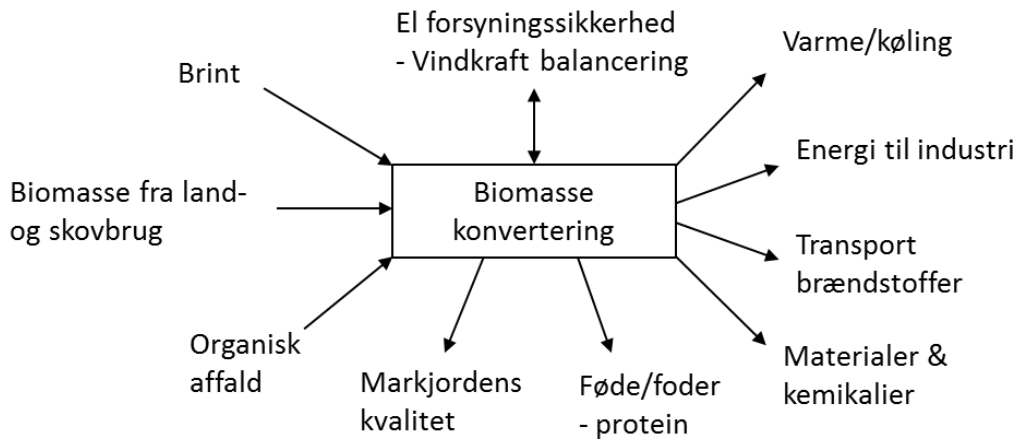 El forsyningssikkerhed
- Vindkraft balancering
Varme/køling
Brint
Energi til industri
Biomasse fra land-
og skovbrug
Biomasse
konvertering
Transport
brændstoffer
Organisk
affald
Markjordens
kvalitet
Føde/foder
- protein
Materialer &
kemikalier